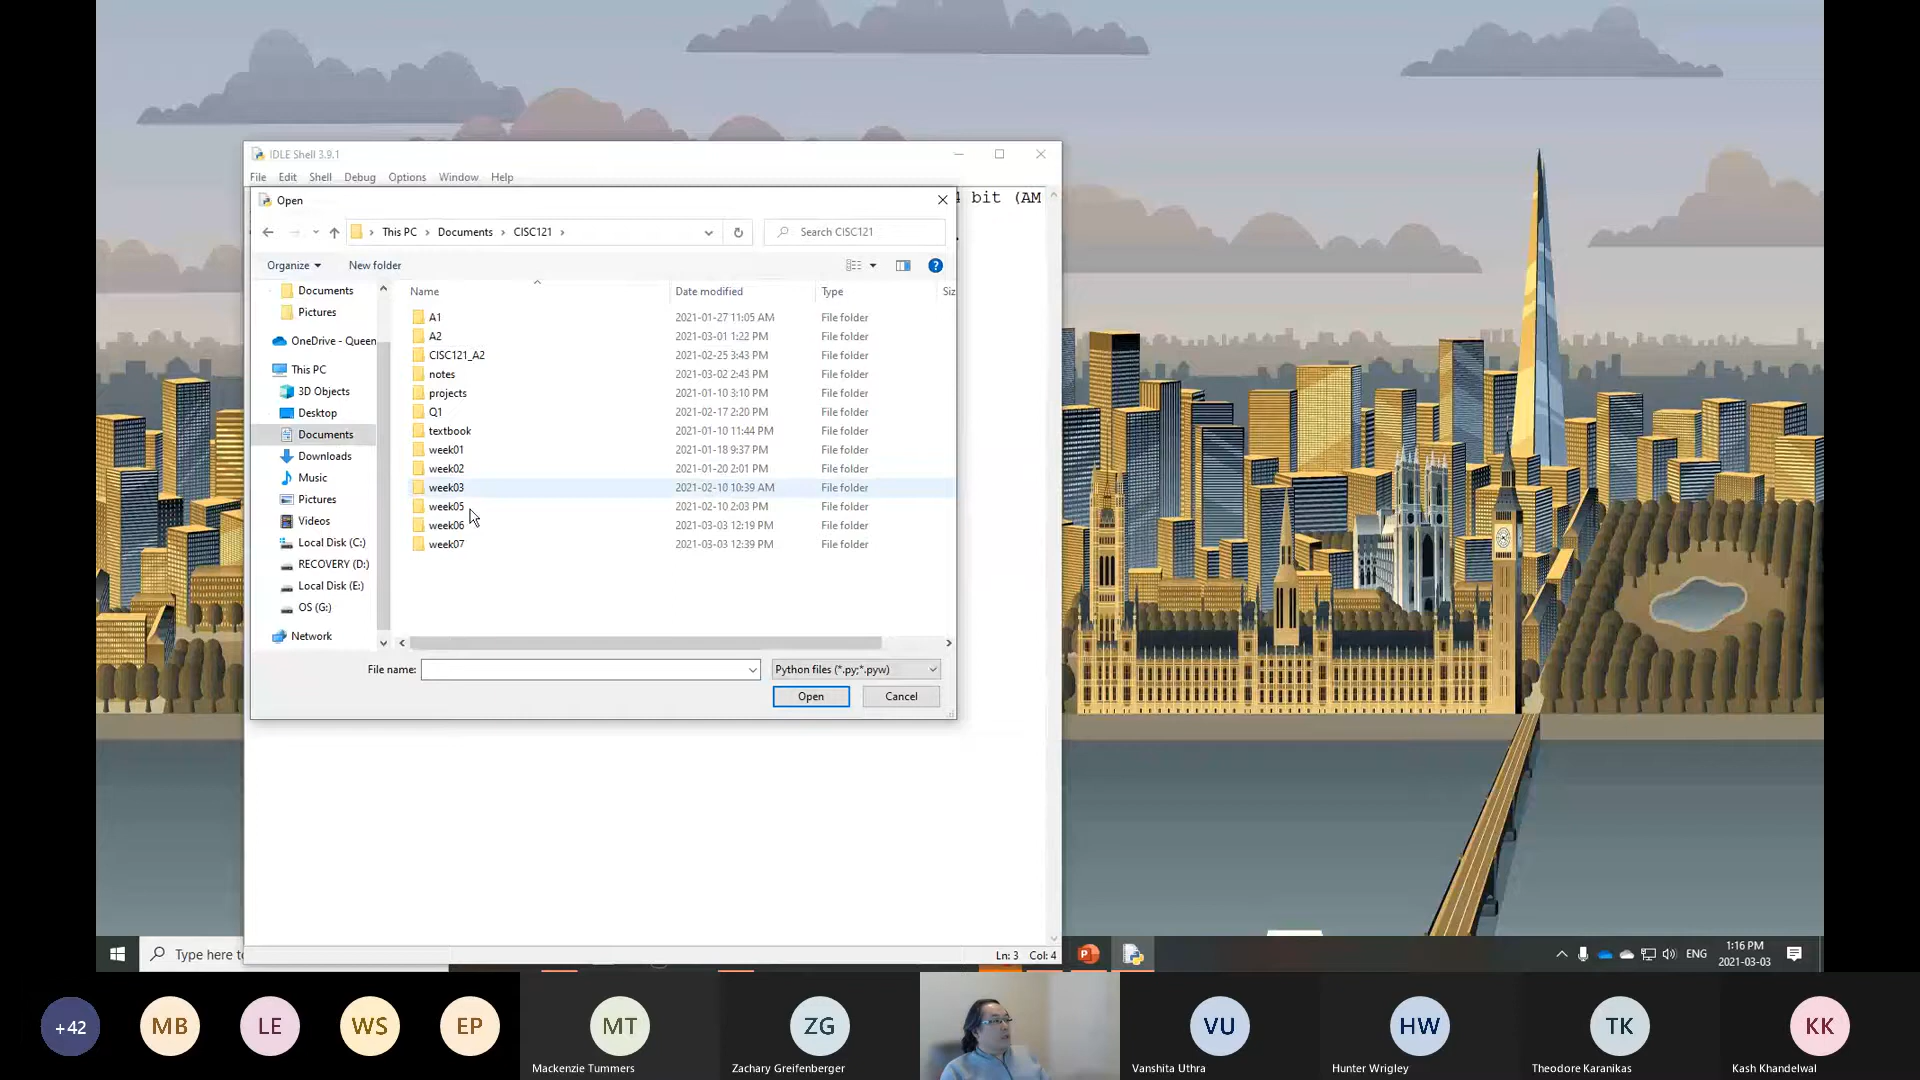 IDLE Shell 3.9.1
File Edit Shell Debug Options Window Help
Open
bit (AM
This PC Documents CISC121
Search CISC121
Organize New folder
Name Date modified Type Siz
Documents
Pictures
OneDrive - Queen
This PC
3D Objects
Desktop
Documents
Downloads
Music
Pictures
Videos
Local Disk (C:)
RECOVERY (D:)
Local Disk (E:)
OS (G:)
Network
A1 2021-01-27 11:05 AM File folder
A2 2021-03-01 1:22 PM File folder
CISC121_A2 2021-02-25 3:43 PM File folder
notes 2021-03-02 2:43 PM File folder
projects 2021-01-10 3:10 PM File folder
Q1 2021-02-17 2:20 PM File folder
textbook 2021-01-10 11:44 PM File folder
week01 2021-01-18 9:37 PM File folder
week02 2021-01-20 2:01 PM File folder
week03 2021-02-10 10:39 AM File folder
week05 2021-02-10 2:03 PM File folder
week06 2021-03-03 12:19 PM File folder
week07 2021-03-03 12:39 PM File folder
File name: Python files (*.py;*.pyw)
Open Cancel
Ln: 3 Col: 4
Type here t
ENG 1:16 PM
2021-03-03
+42 MB LE WS EP MT ZG VU HW TK KK
Mackenzie Tummers Zachary Greifenberger Vanshita Uthra Hunter Wrigley Theodore Karanikas Kash Khandelwal